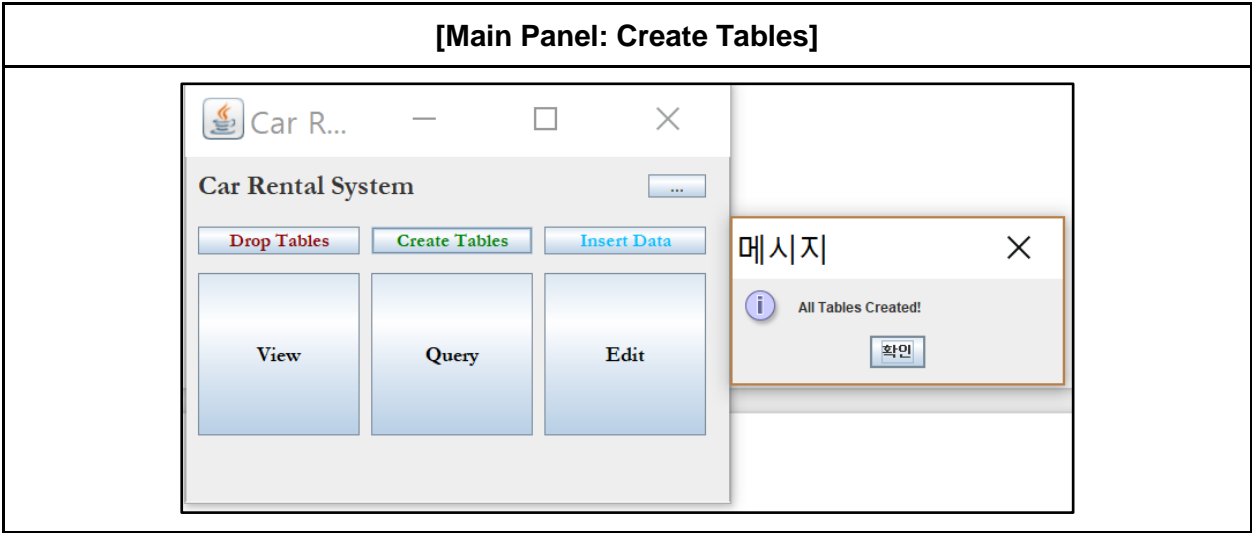 [Main Panel: Create Tables]
Car R...
Car Rental System
...
Drop Tables Create Tables Insert Data
View Query Edit
메시지
All Tables Created!
확인